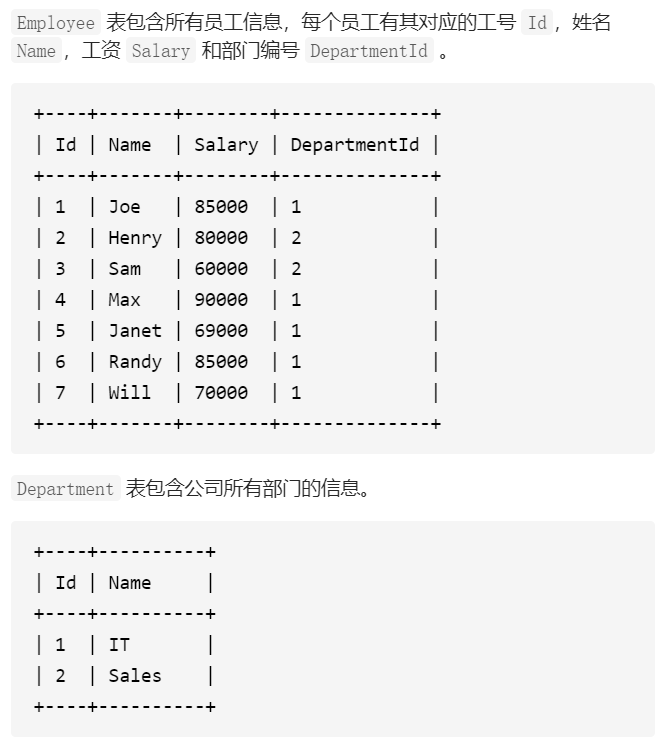 Employee 表包含所有员工信息，每个员工有其对应的工号 Id，姓名
Name，工资 Salary 和部门编号 DepartmentId 。
+----+-------+--------+--------------+
| Id | Name  | Salary | DepartmentId |
+----+-------+--------+--------------+
| 1  | Joe   | 85000  | 1            |
| 2  | Henry | 80000  | 2            |
| 3  | Sam   | 60000  | 2            |
| 4  | Max   | 90000  | 1            |
| 5  | Janet | 69000  | 1            |
| 6  | Randy | 85000  | 1            |
| 7  | Will  | 70000  | 1            |
+----+-------+--------+--------------+
Department 表包含公司所有部门的信息。
+----+----------+
| Id | Name     |
+----+----------+
| 1  | IT       |
| 2  | Sales    |
+----+----------+